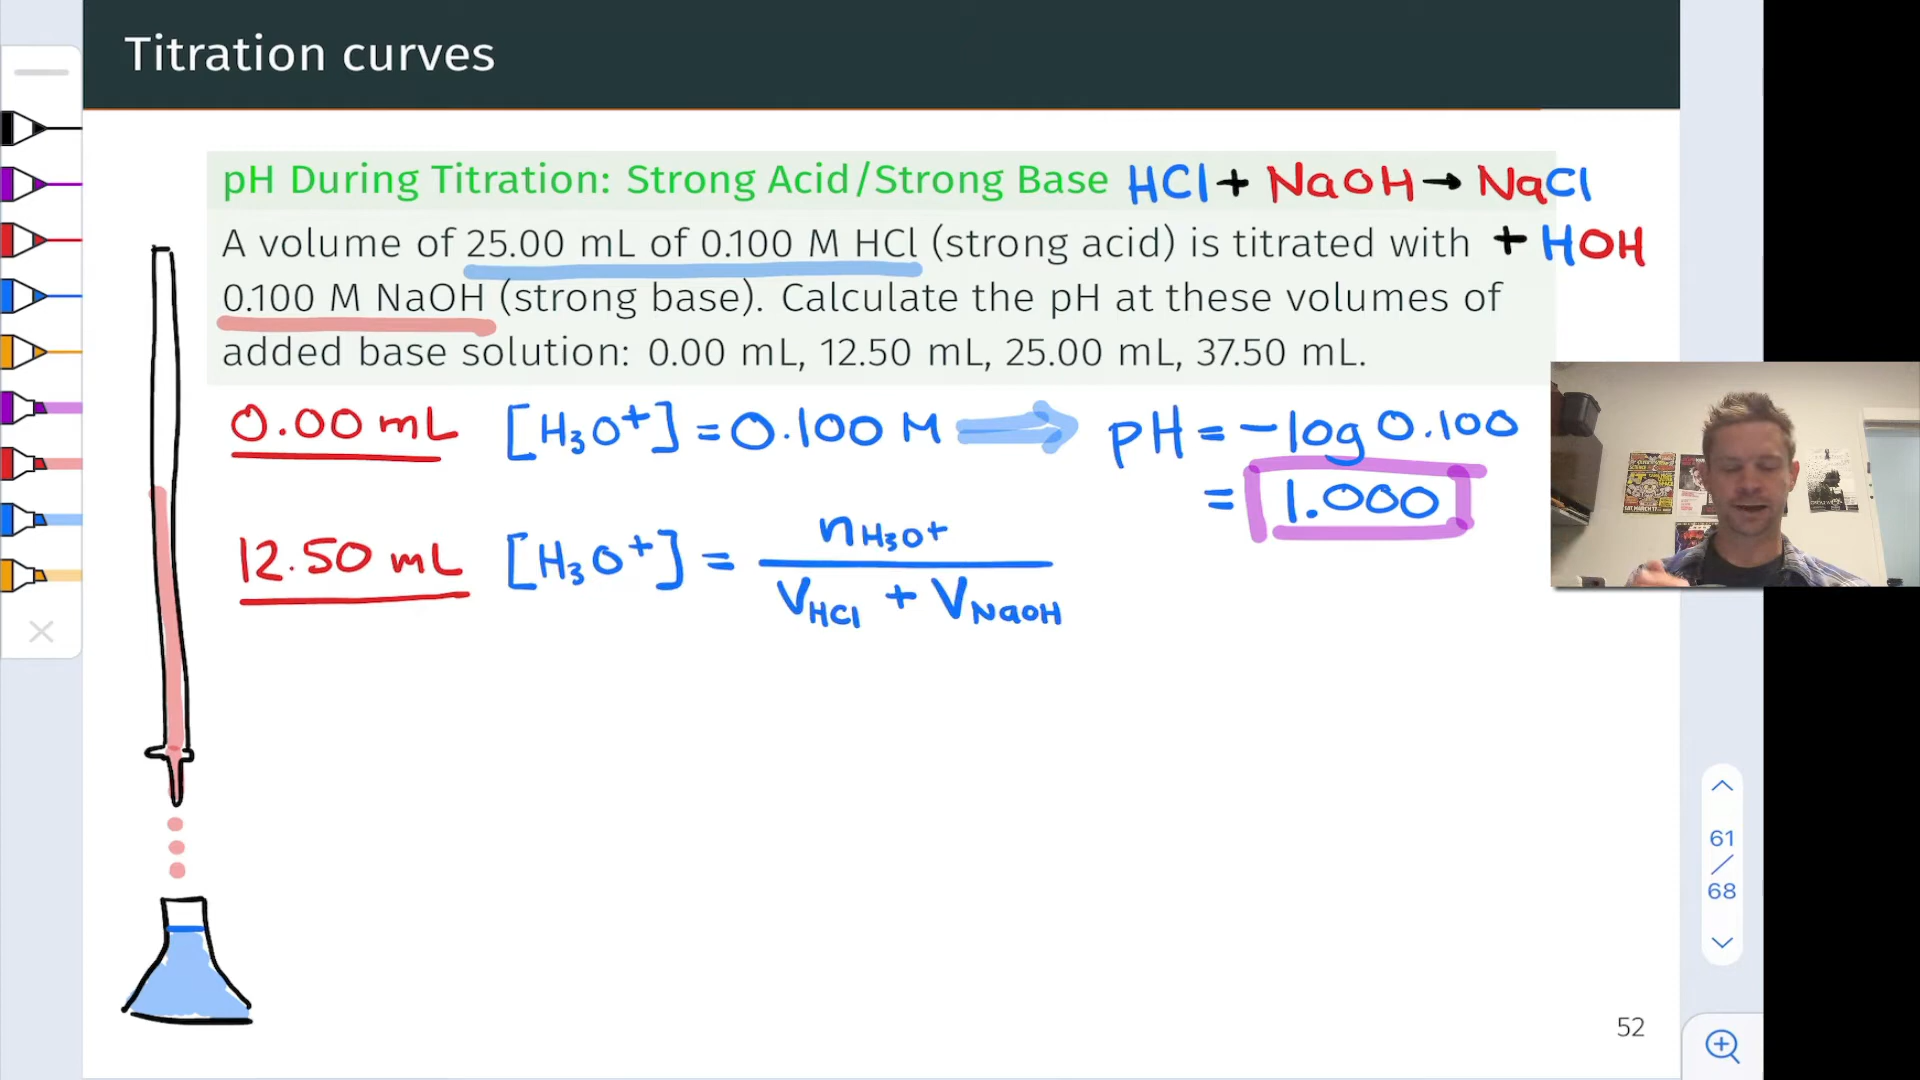 Titration curves
pH During Titration: Strong Acid/Strong Base HCl + NaOH → NaCl
+ HOH
A volume of 25.00 mL of 0.100 M HCl (strong acid) is titrated with
0.100 M NaOH (strong base). Calculate the pH at these volumes of
added base solution: 0.00 mL, 12.50 mL, 25.00 mL, 37.50 mL.
0.00 mL [H₃O⁺] = 0.100 M ⇒ pH = -log 0.100
= 1.000
12.50 mL [H₃O⁺] = nH₃O⁺
VHCl + VNaOH
61
/
68
52